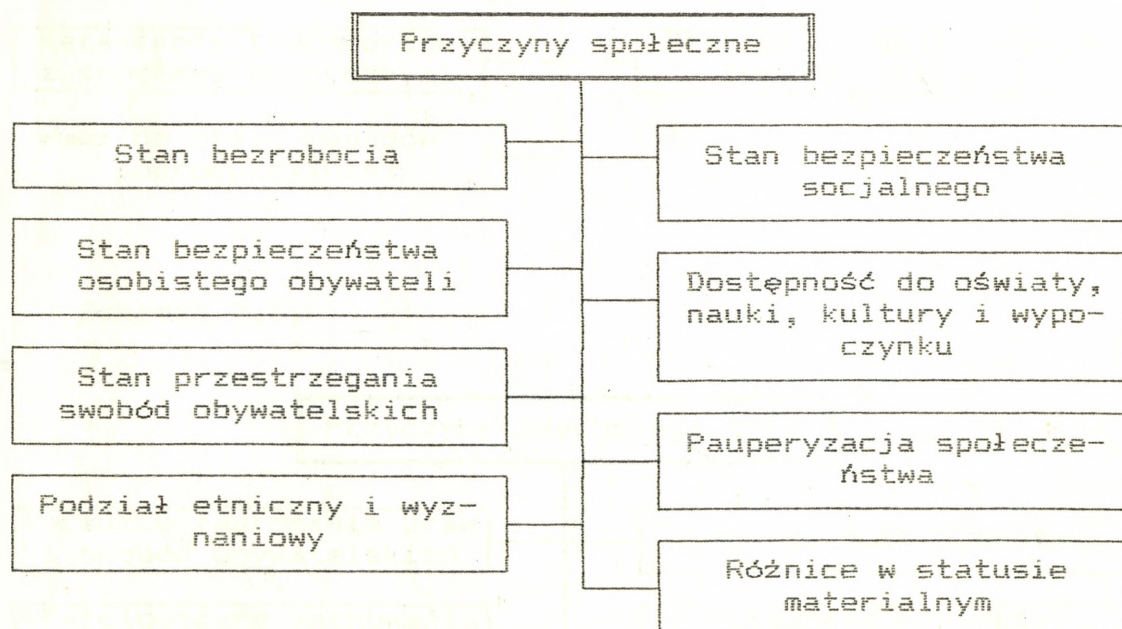 Przyczyny społeczne
Stan bezrobocia
Stan bezpieczeństwa
osobistego obywateli
Stan przestrzegania
swobód obywatelskich
Podział etniczny i wyz-
naniowy
Stan bezpieczeństwa
socjalnego
Dostępność do oświaty,
nauki, kultury i wypo-
czynku
Pauperyzacja społecze-
ństwa
Różnice w statusie
materialnym